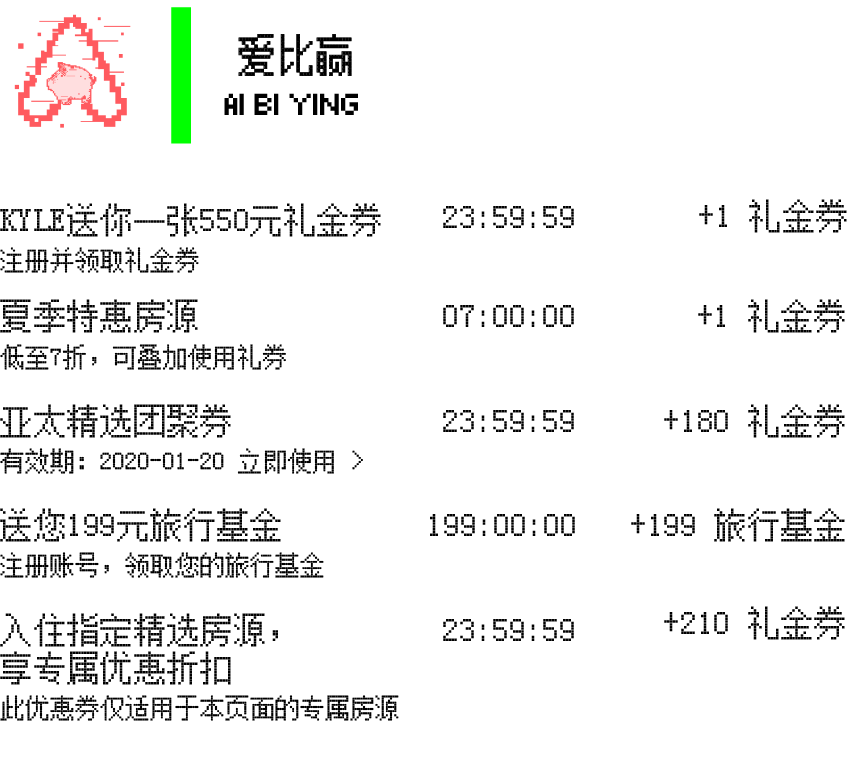 爱比赢
AI BI YING
KYLE送你一张550元礼金券 23:59:59 +1 礼金券
注册并领取礼金券
夏季特惠房源 07:00:00 +1 礼金券
低至7折，可叠加使用礼券
亚太精选团聚券 23:59:59 +180 礼金券
有效期: 2020-01-20 立即使用 >
送您199元旅行基金 199:00:00 +199 旅行基金
注册账号，领取您的旅行基金
入住指定精选房源， 23:59:59 +210 礼金券
享专属优惠折扣
此优惠券仅适用于本页面的专属房源